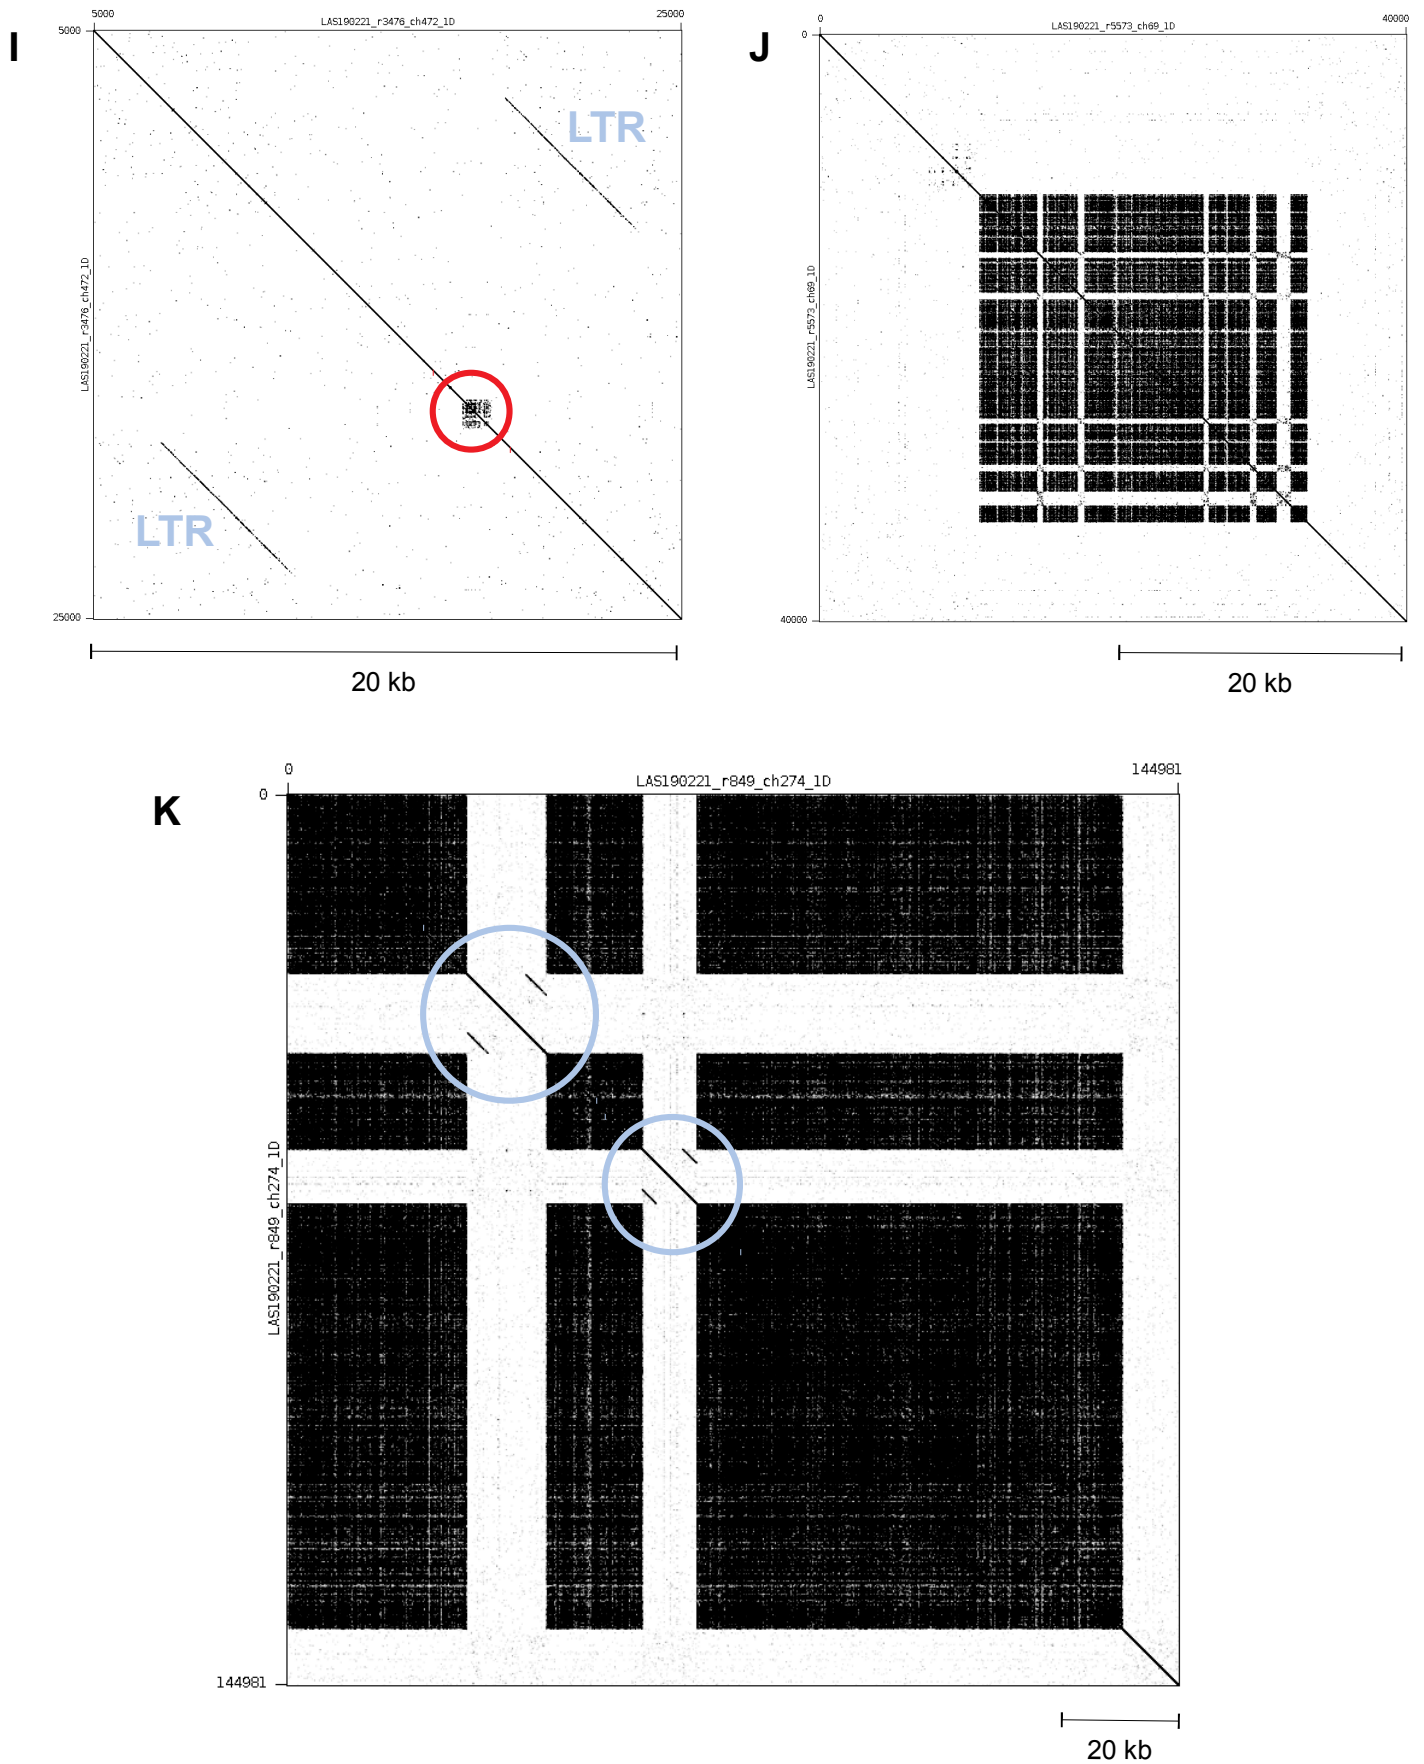 I
5000
LAS190221_r3476_ch472_1D
25000
5000
LAS190221_r3476_ch472_1D
LTR
LTR
25000
20 kb
J
0
LAS190221_r5573_ch69_1D
40000
0
LAS190221_r5573_ch69_1D
40000
20 kb
K
0
LAS190221_r849_ch274_1D
144981
0
LAS190221_r849_ch274_1D
144981
20 kb